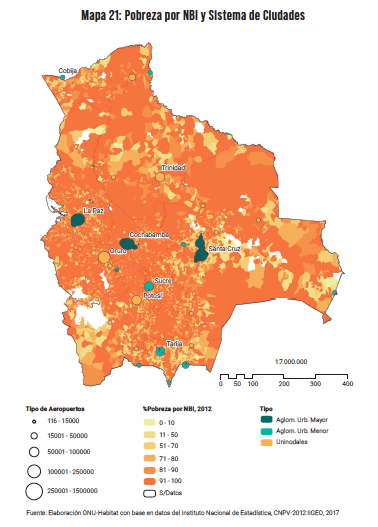 Mapa 21: Pobreza por NBI y Sistema de Ciudades
Cobija
Trinidad
La Paz
Cochabamba
Oruro
Santa Cruz
Sucre
Potosí
Tarija
1:7.000.000
0 50 100 200 300 400
Tipo de Aeropuertos
116 - 15000
15001 - 50000
50001 - 100000
100001 - 250000
250001 - 1500000
%Pobreza por NBI, 2012
0 - 10
11 - 50
51 - 70
71 - 80
81 - 90
91 - 100
S/Datos
Tipo
Aglom. Urb. Mayor
Aglom. Urb. Menor
Uninodales
Fuente: Elaboración ONU-Habitat con base en datos del Instituto Nacional de Estadística, CNPV-2012:IIGEO, 2017